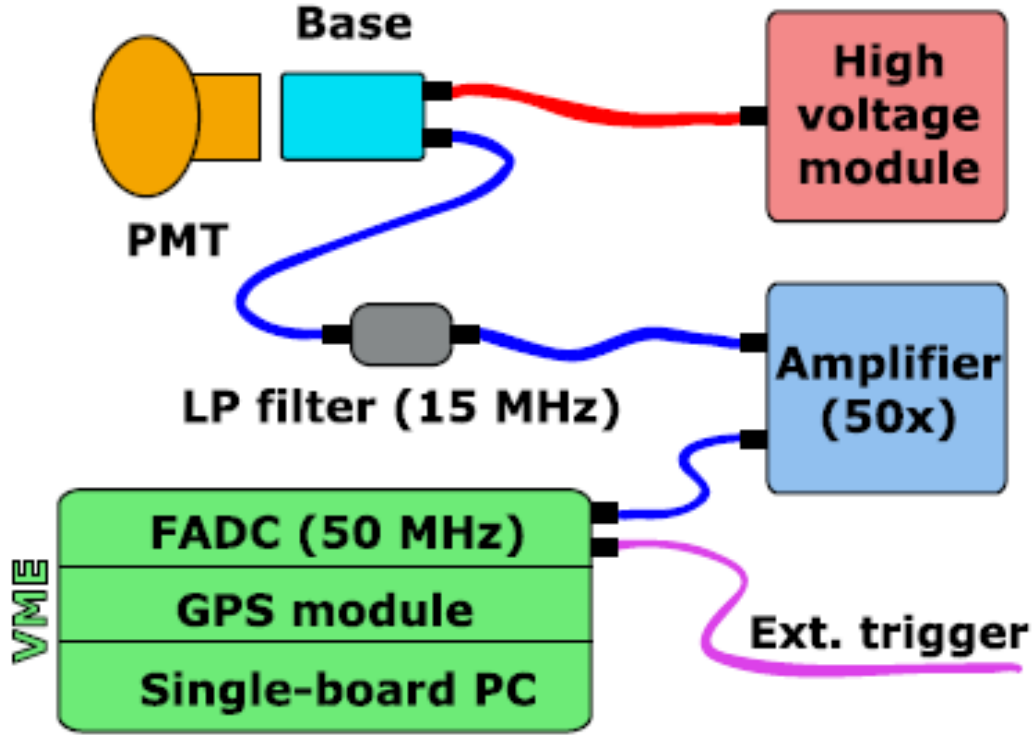 Base
High
voltage
module
PMT
LP filter (15 MHz)
Amplifier
(50x)
VME
FADC (50 MHz)
GPS module
Single-board PC
Ext. trigger